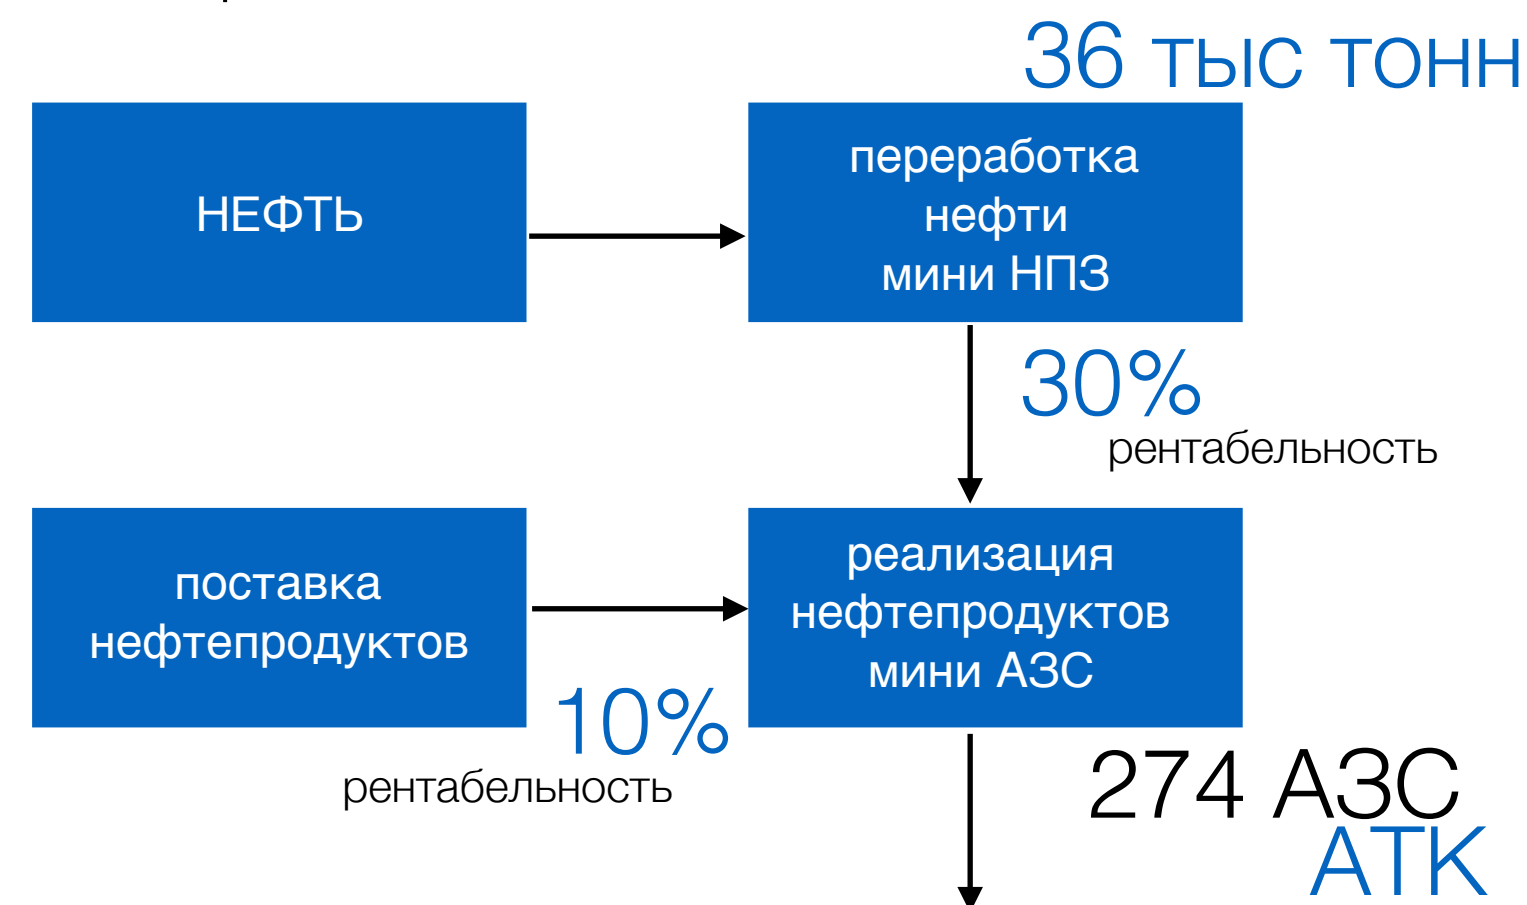 36 тыс тонн
НЕФТЬ
переработка
нефти
мини НПЗ
30%
рентабельность
поставка
нефтепродуктов
реализация
нефтепродуктов
мини АЗС
10%
рентабельность
274 АЗС
АТК